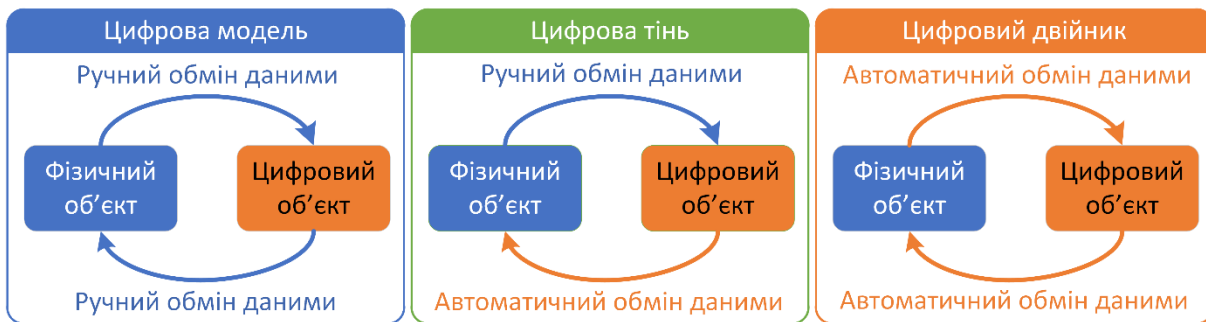 Цифрова модель
Ручний обмін даними
Фізичний
об’єкт
Цифровий
об’єкт
Ручний обмін даними
Цифрова тінь
Ручний обмін даними
Фізичний
об’єкт
Цифровий
об’єкт
Автоматичний обмін даними
Цифровий двійник
Автоматичний обмін даними
Фізичний
об’єкт
Цифровий
об’єкт
Автоматичний обмін даними